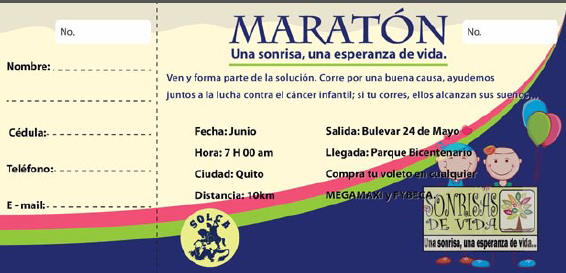 No.
Nombre:
Cédula:
Teléfono:
E - mail:
MARATÓN
No.
Una sonrisa, una esperanza de vida.
Ven y forma parte de la solución. Corre por una buena causa, ayudemos
juntos a la lucha contra el cáncer infantil; si tu corres, ellos alcanzan sus sueños...
Fecha: Junio
Hora: 7 H 00 am
Ciudad: Quito
Distancia: 10km
Salida: Bulevar 24 de Mayo
Llegada: Parque Bicentenario
Compra tu voleto en cualquier
MEGAMAXI y FYBECA.
SOLCA
SONRISAS
DE VIDA
Una sonrisa, una esperanza de vida...